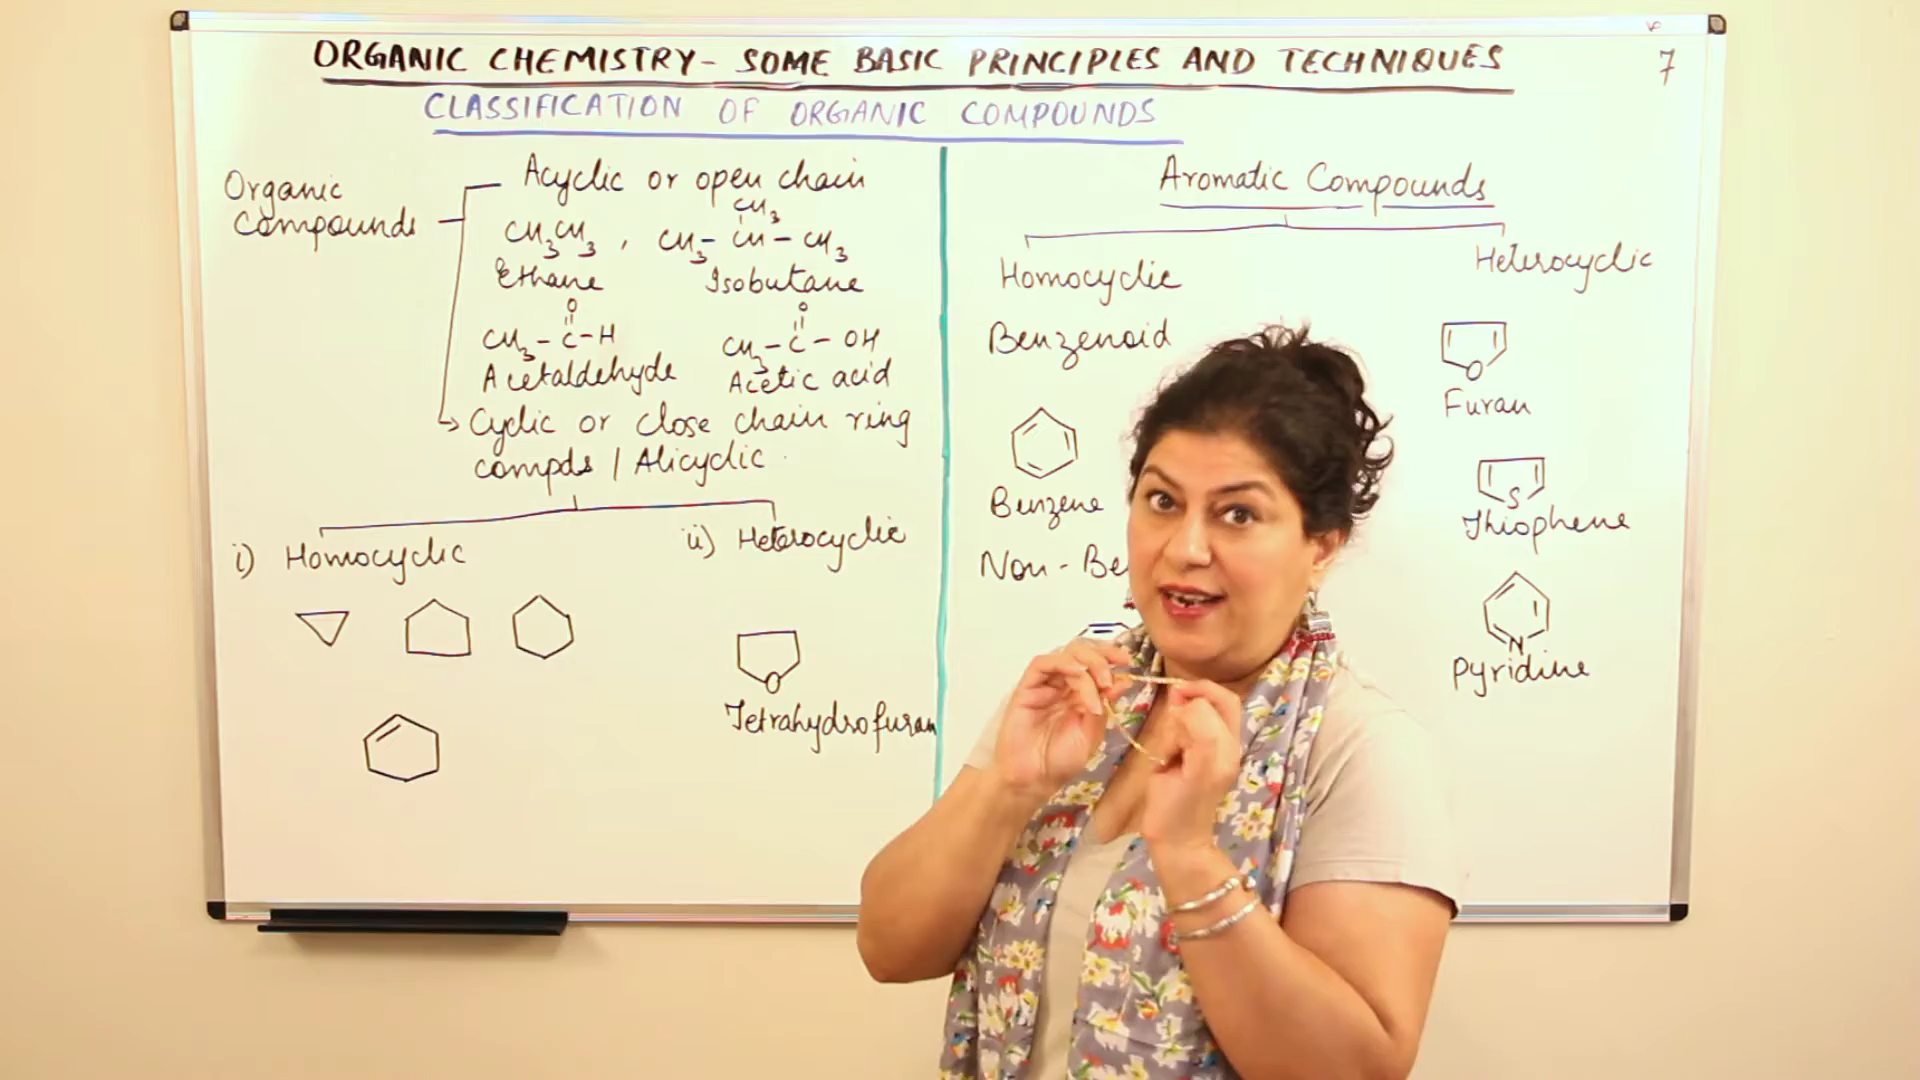 ORGANIC CHEMISTRY - SOME BASIC PRINCIPLES AND TECHNIQUES
7
CLASSIFICATION OF ORGANIC COMPOUNDS
Organic
Compounds
Acyclic or open chain
CH3
CH3CH3 , CH3 - CH - CH3
Ethane Isobutane
O O
CH3 - C - H CH3 - C - OH
Acetaldehyde Acetic acid
Cyclic or close chain ring
compds / Alicyclic
i) Homocyclic ii) Heterocyclic
O
Tetrahydrofuran
Aromatic Compounds
Homocyclic Heterocyclic
Benzenoid
Benzene
Non - Be
O
Furan
S
Thiophene
N
Pyridine